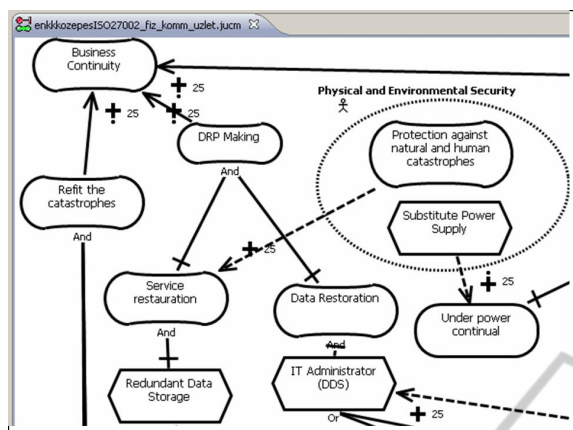 enkkkozepesISO27002_fiz_komm_uzlet.jucm
Business
Continuity
25
25
25
Physical and Environmental Security
DRP Making
And
Protection against
natural and human
catastrophes
Refit the
catastrophes
And
Substitute Power
Supply
25
25
Service
restauration
And
Data Restoration
And
Under power
continual
Redundant Data
Storage
IT Administrator
(DDS)
Or
25